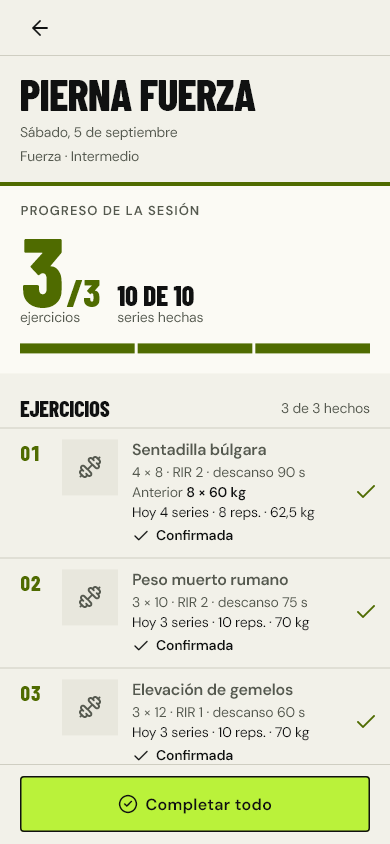 PIERNA FUERZA
Sábado, 5 de septiembre
Fuerza · Intermedio
PROGRESO DE LA SESIÓN
3/3
10 DE 10
ejercicios
series hechas
EJERCICIOS
3 de 3 hechos
01
Sentadilla búlgara
4 × 8 · RIR 2 · descanso 90 s
Anterior 8 × 60 kg
Hoy 4 series · 8 reps. · 62,5 kg
Confirmada
02
Peso muerto rumano
3 × 10 · RIR 2 · descanso 75 s
Hoy 3 series · 10 reps. · 70 kg
Confirmada
03
Elevación de gemelos
3 × 12 · RIR 1 · descanso 60 s
Hoy 3 series · 10 reps. · 70 kg
Confirmada
Completar todo